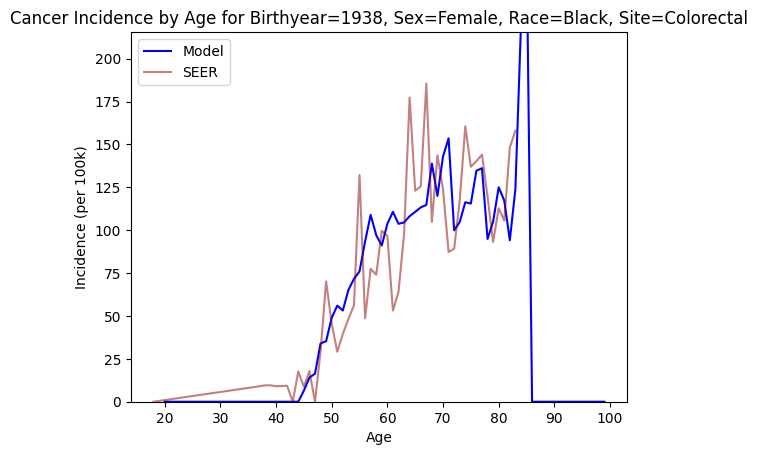 Cancer Incidence by Age for Birthyear=1938, Sex=Female, Race=Black, Site=Colorectal
Model
SEER
200
175
150
125
100
75
50
25
0
Incidence (per 100k)
20 30 40 50 60 70 80 90 100
Age